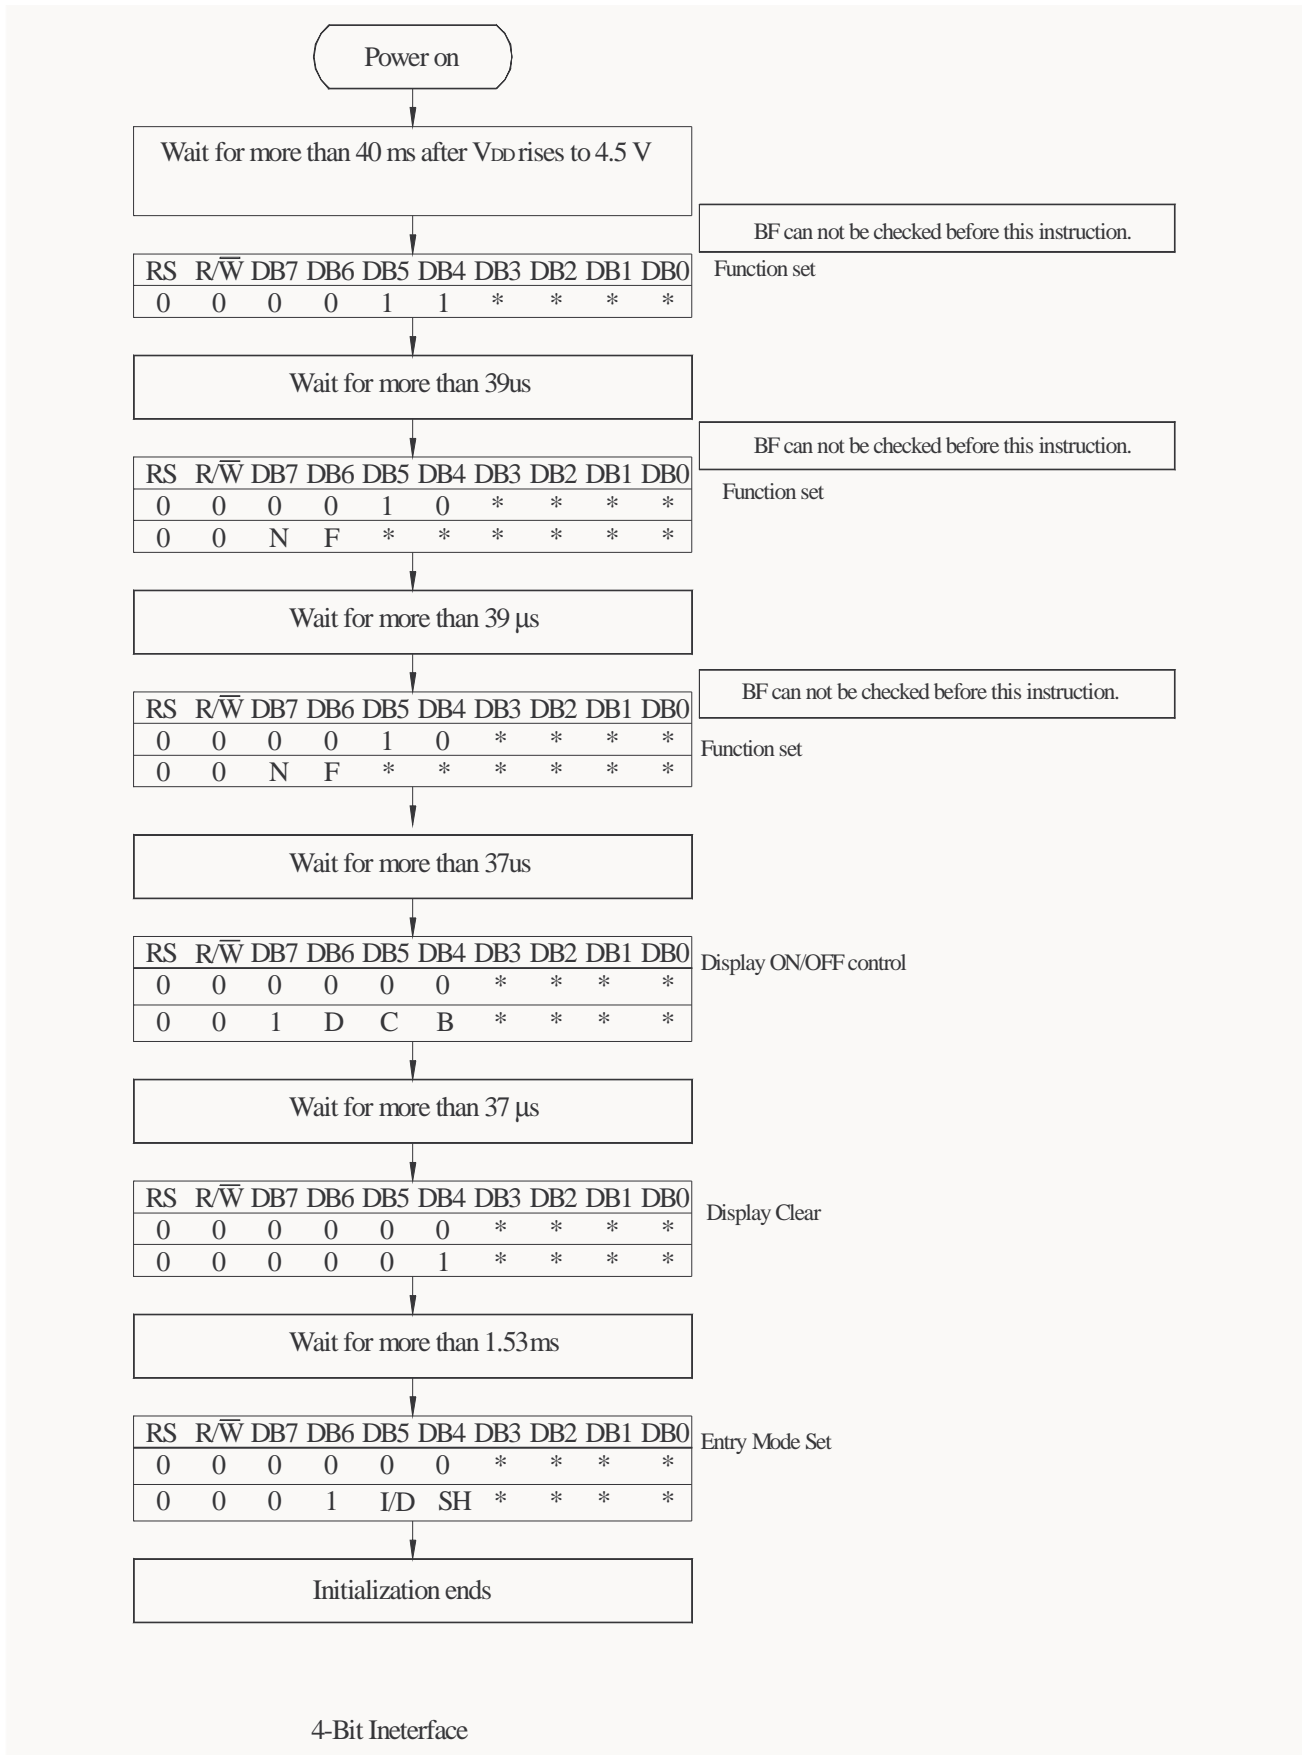 Power on
Wait for more than 40 ms after VDD rises to 4.5 V
BF can not be checked before this instruction.
RS R/W̅ DB7 DB6 DB5 DB4 DB3 DB2 DB1 DB0
Function set
0 0 0 0 1 1 * * * *
Wait for more than 39us
BF can not be checked before this instruction.
RS R/W̅ DB7 DB6 DB5 DB4 DB3 DB2 DB1 DB0
Function set
0 0 0 0 1 0 * * * *
0 0 N F * * * * * *
Wait for more than 39 µs
BF can not be checked before this instruction.
RS R/W̅ DB7 DB6 DB5 DB4 DB3 DB2 DB1 DB0
0 0 0 0 1 0 * * * *
Function set
0 0 N F * * * * * *
Wait for more than 37us
RS R/W̅ DB7 DB6 DB5 DB4 DB3 DB2 DB1 DB0
Display ON/OFF control
0 0 0 0 0 0 * * * *
0 0 1 D C B * * * *
Wait for more than 37 µs
RS R/W̅ DB7 DB6 DB5 DB4 DB3 DB2 DB1 DB0
Display Clear
0 0 0 0 0 0 * * * *
0 0 0 0 0 1 * * * *
Wait for more than 1.53ms
RS R/W̅ DB7 DB6 DB5 DB4 DB3 DB2 DB1 DB0
Entry Mode Set
0 0 0 0 0 0 * * * *
0 0 0 1 I/D SH * * * *
Initialization ends
4-Bit Ineterface